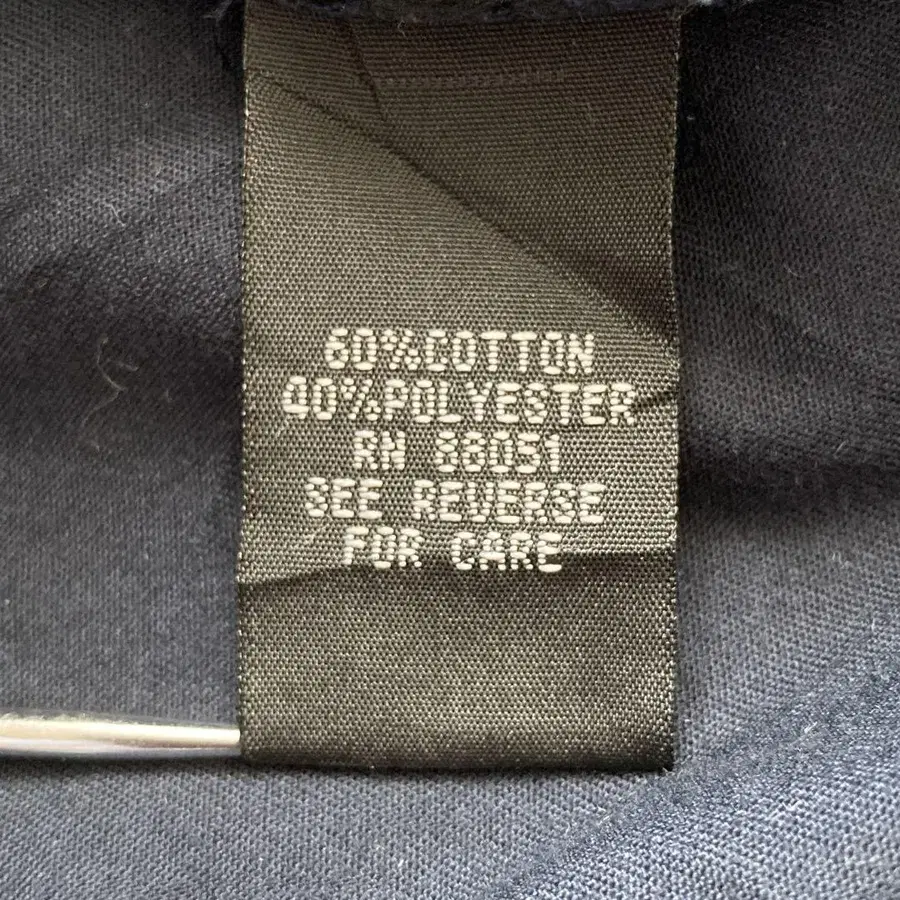 60%COTTON
40%POLYESTER
RN 88051
SEE REVERSE
FOR CARE